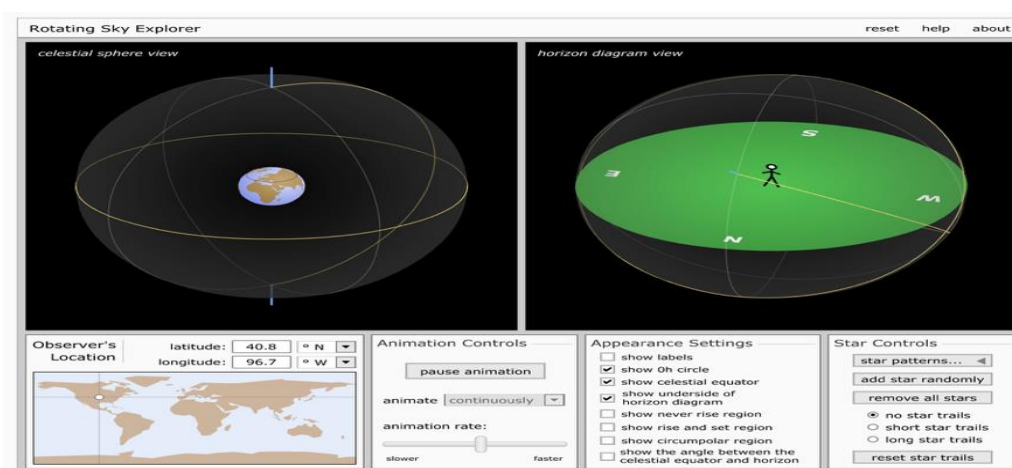 Rotating Sky Explorer
reset help about
celestial sphere view
horizon diagram view
S
E
W
N
Observer's Location
latitude: 40.8 ° N
longitude: 96.7 ° W
Animation Controls
pause animation
animate continuously
animation rate:
slower faster
Appearance Settings
show labels
show 0h circle
show celestial equator
show underside of
horizon diagram
show never rise region
show rise and set region
show circumpolar region
show the angle between the
celestial equator and horizon
Star Controls
star patterns...
add star randomly
remove all stars
no star trails
short star trails
long star trails
reset star trails